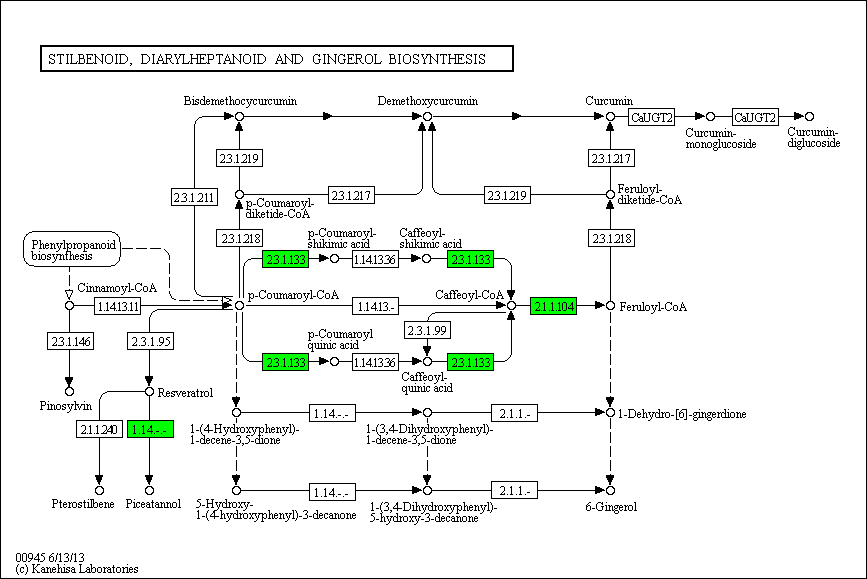 STILBENOID, DIARYLHEPTANOID AND GINGEROL BIOSYNTHESIS
Bisdemethocycurcumin
Demethoxycurcumin
Curcumin
CaUGT2
CaUGT2
Curcumin-
monoglucoside
Curcumin-
diglucoside
2.3.1.219
2.3.1.217
2.3.1.211
2.3.1.217
2.3.1.219
p-Coumaroyl-
diketide-CoA
Feruloyl-
diketide-CoA
Phenylpropanoid
biosynthesis
2.3.1.218
p-Coumaroyl-
shikimic acid
Caffeoyl-
shikimic acid
2.3.1.218
2.3.1.133
1.14.13.36
2.3.1.133
Cinnamoyl-CoA
p-Coumaroyl-CoA
Caffeoyl-CoA
1.14.13.11
1.14.13.-
2.1.1.104
Feruloyl-CoA
2.3.1.146
2.3.1.95
p-Coumaroyl
quinic acid
2.3.1.99
2.3.1.133
1.14.13.36
2.3.1.133
Caffeoyl-
quinic acid
Pinosylvin
Resveratrol
2.1.1.240
1.14.-.-
1.14.-.-
2.1.1.-
1-(4-Hydroxyphenyl)-
1-decene-3,5-dione
1-(3,4-Dihydroxyphenyl)-
1-decene-3,5-dione
1-Dehydro-[6]-gingerdione
1.14.-.-
2.1.1.-
Pterostilbene
Piceatannol
5-Hydroxy-
1-(4-hydroxyphenyl)-3-decanone
1-(3,4-Dihydroxyphenyl)-
5-hydroxy-3-decanone
6-Gingerol
00945 6/13/13
(c) Kanehisa Laboratories